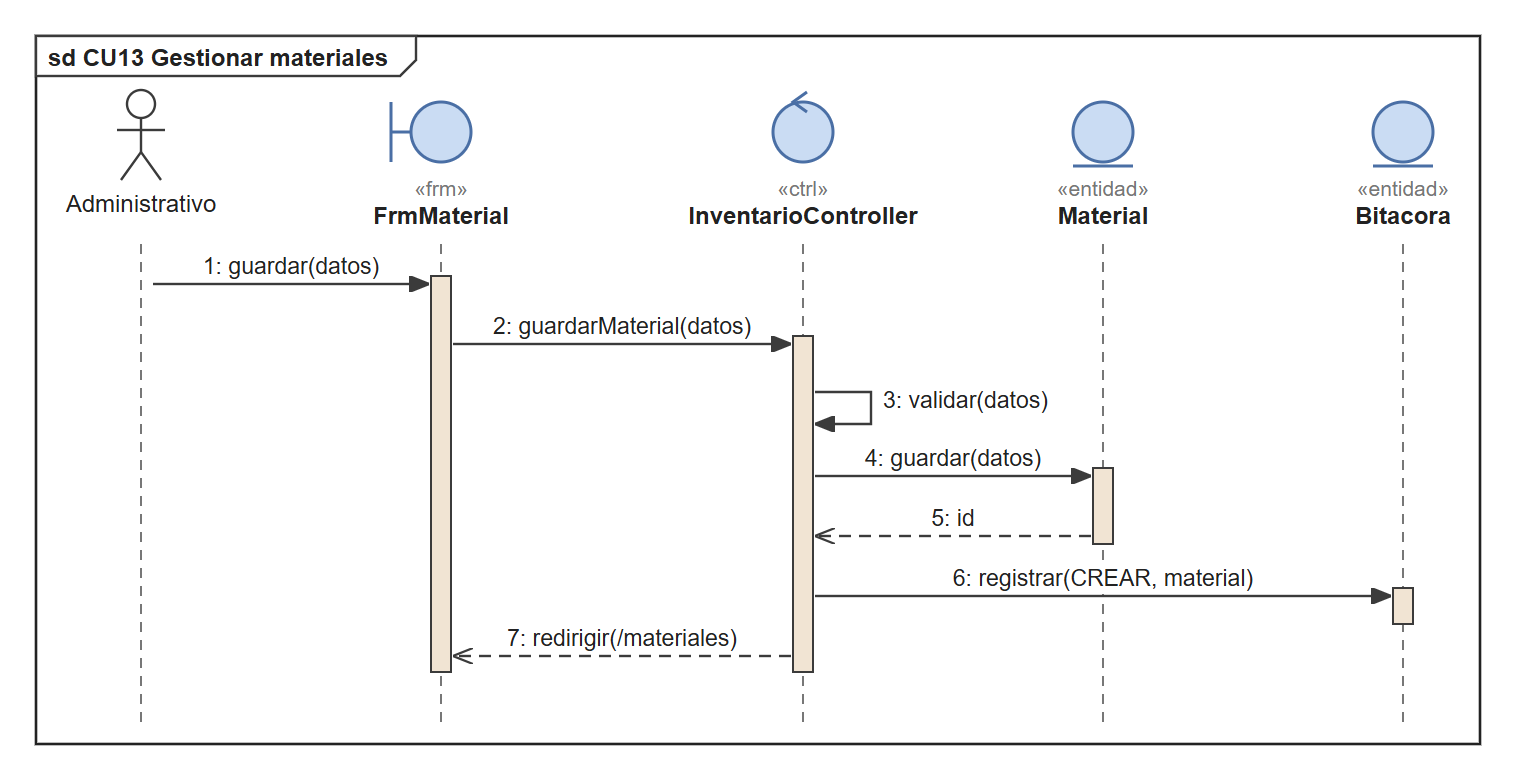 sd CU13 Gestionar materiales
Administrativo
«frm»
FrmMaterial
«ctrl»
InventarioController
«entidad»
Material
«entidad»
Bitacora
1: guardar(datos)
2: guardarMaterial(datos)
3: validar(datos)
4: guardar(datos)
5: id
6: registrar(CREAR, material)
7: redirigir(/materiales)